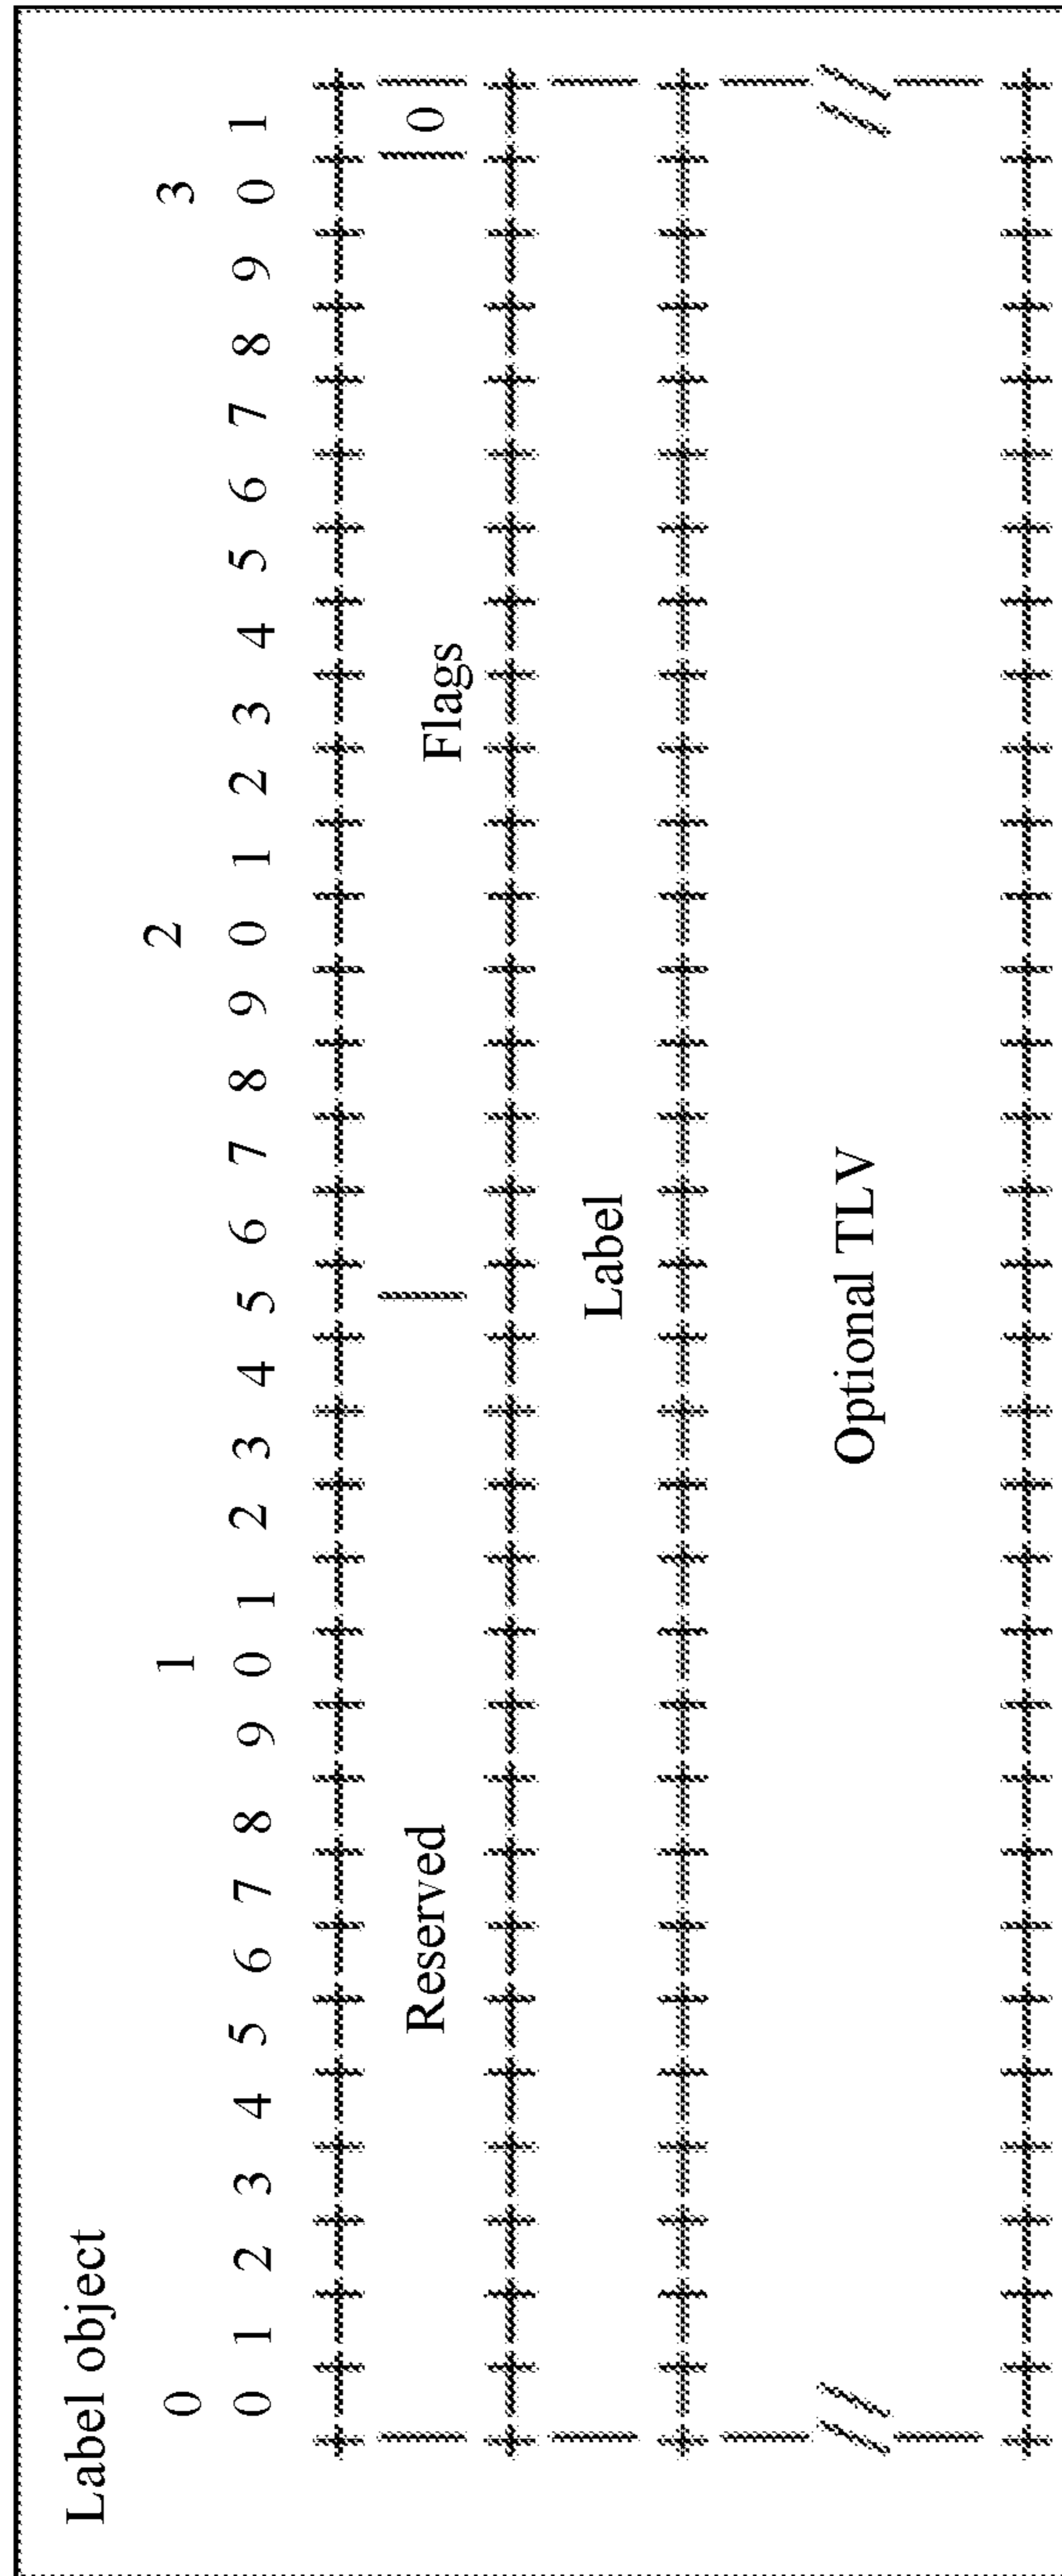 Label object
0 1 2 3
0 1 2 3 4 5 6 7 8 9 0 1 2 3 4 5 6 7 8 9 0 1 2 3 4 5 6 7 8 9 0 1
+-+-+-+-+-+-+-+-+-+-+-+-+-+-+-+-+-+-+-+-+-+-+-+-+-+-+-+-+-+-+-+-+
| Reserved | Flags |0|
+-+-+-+-+-+-+-+-+-+-+-+-+-+-+-+-+-+-+-+-+-+-+-+-+-+-+-+-+-+-+-+-+
| Label |
+-+-+-+-+-+-+-+-+-+-+-+-+-+-+-+-+-+-+-+-+-+-+-+-+-+-+-+-+-+-+-+-+
| |
// Optional TLV //
| |
+-+-+-+-+-+-+-+-+-+-+-+-+-+-+-+-+-+-+-+-+-+-+-+-+-+-+-+-+-+-+-+-+